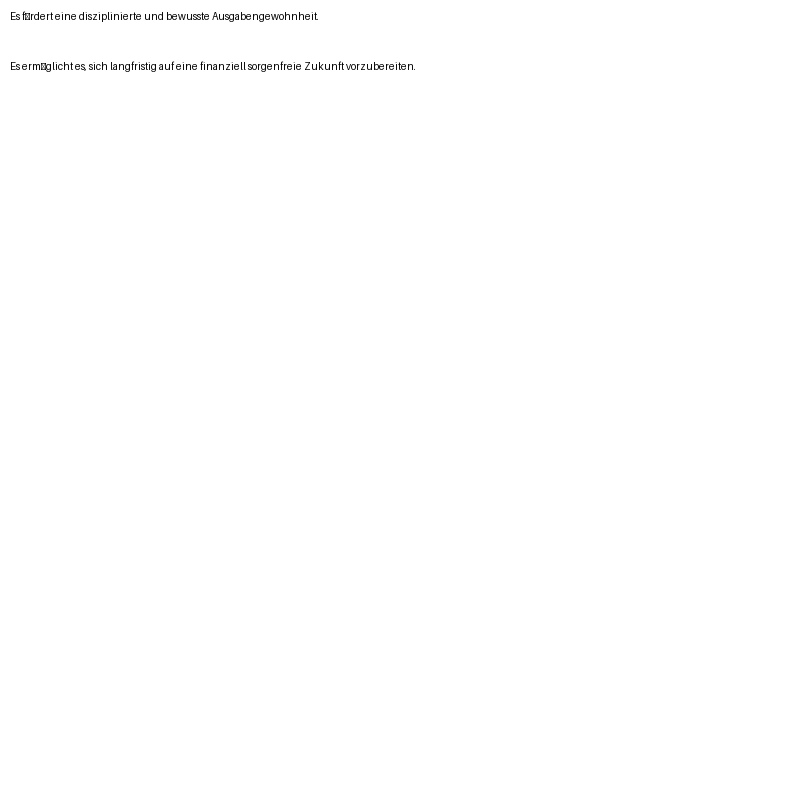 Es f▯rdert eine disziplinierte und bewusste Ausgabengewohnheit.
Es erm▯glicht es, sich langfristig auf eine finanziell sorgenfreie Zukunft vorzubereiten.